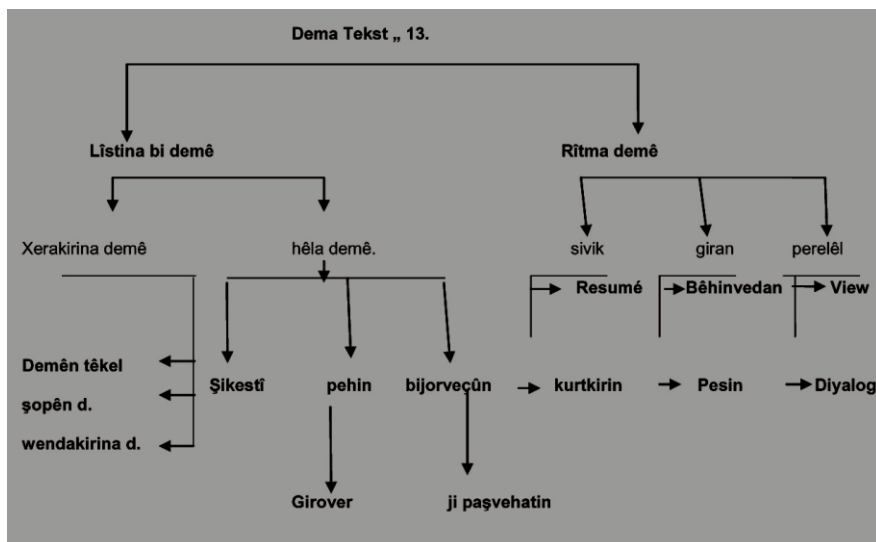 Dema Tekst „ 13.
Lîstina bi demê Rîtma demê
Xerakirina demê hêla demê. sivik giran perelêl
Resumé Bêhinvedan View
Demên têkel
Şikestî pehin bijorveçûn kurtkirin Pesin Diyalog
şopên d.
wendakirina d.
Girover ji paşvehatin